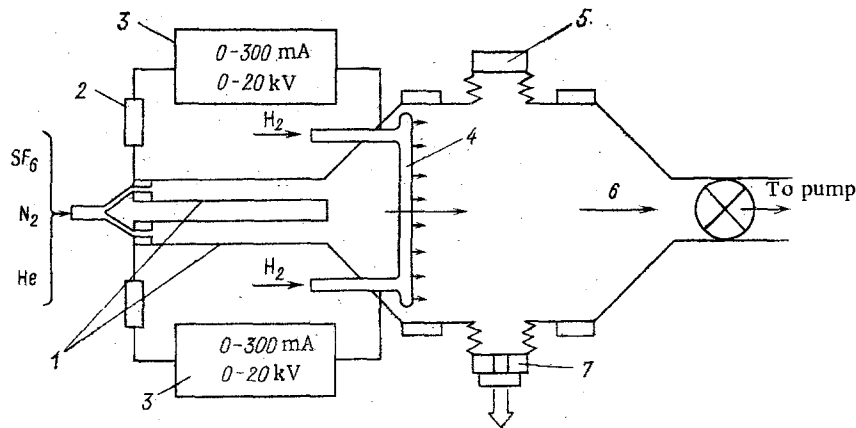 3
0-300 mA
0-20 kV
5
2
H₂
4
SF₆
N₂
He
6
To pump
H₂
1
0-300 mA
0-20 kV
3
7